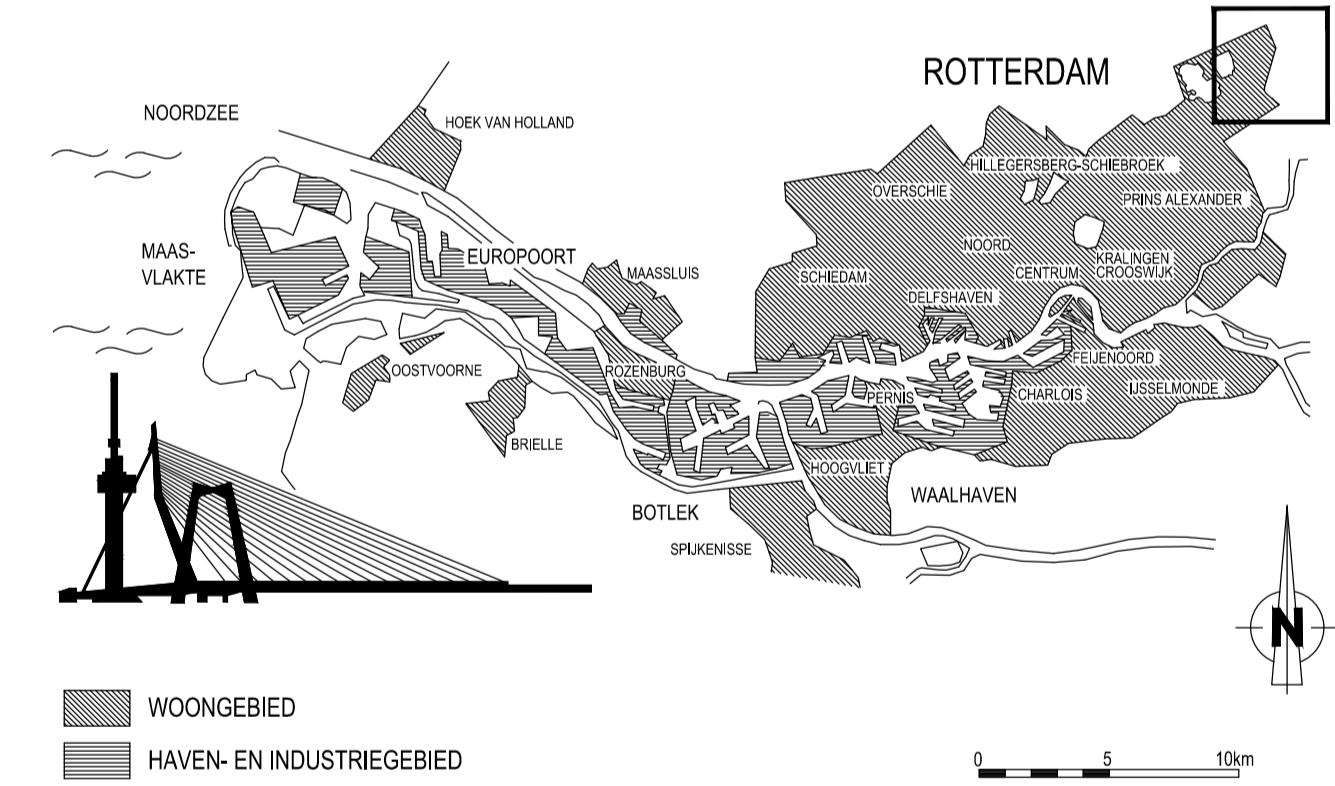 ROTTERDAM
NOORDZEE
HOEK VAN HOLLAND
HILLEGERSBERG-SCHIEBROEK
OVERSCHIE
PRINS ALEXANDER
MAAS-
VLAKTE
EUROPOORT
NOORD
KRALINGEN
CROOSWIJK
MAASSLUIS
SCHIEDAM
CENTRUM
DELFSHAVEN
OOSTVOORNE
ROZENBURG
FEIJENOORD
PERNIS
CHARLOIS
IJSSELMONDE
BRIELLE
HOOGVLIET
WAALHAVEN
BOTLEK
SPIJKENISSE
N
WOONGEBIED
HAVEN- EN INDUSTRIEGEBIED
0 5 10km